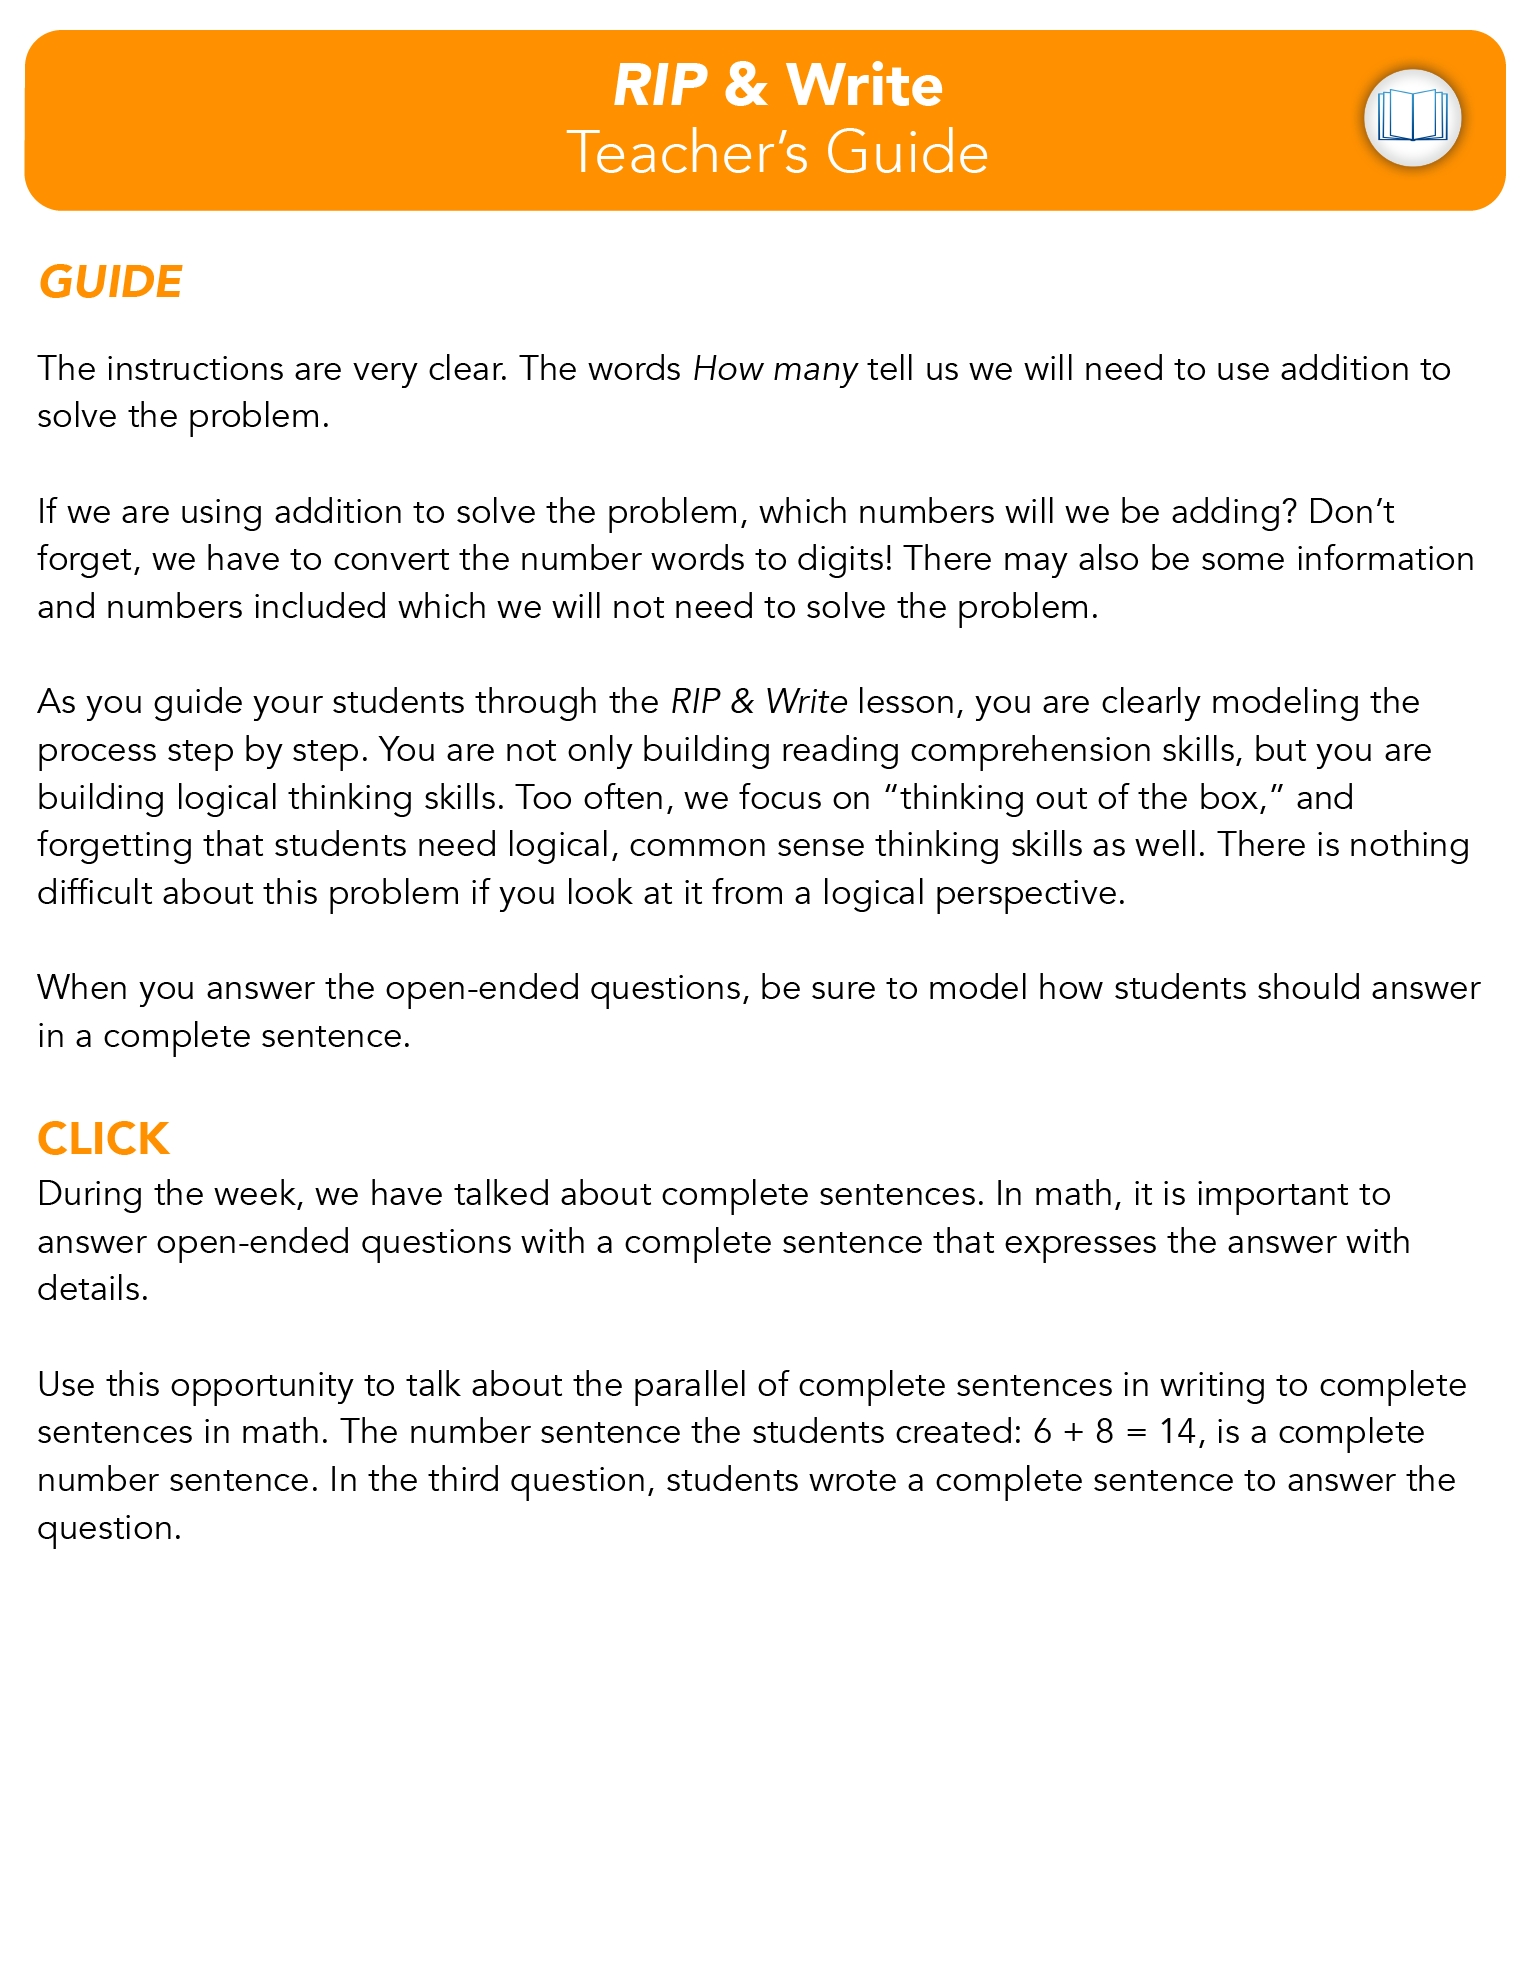 RIP & Write
Teacher’s Guide
GUIDE
The instructions are very clear. The words How many tell us we will need to use addition to
solve the problem.
If we are using addition to solve the problem, which numbers will we be adding? Don’t
forget, we have to convert the number words to digits! There may also be some information
and numbers included which we will not need to solve the problem.
As you guide your students through the RIP & Write lesson, you are clearly modeling the
process step by step. You are not only building reading comprehension skills, but you are
building logical thinking skills. Too often, we focus on “thinking out of the box,” and
forgetting that students need logical, common sense thinking skills as well. There is nothing
difficult about this problem if you look at it from a logical perspective.
When you answer the open-ended questions, be sure to model how students should answer
in a complete sentence.
CLICK
During the week, we have talked about complete sentences. In math, it is important to
answer open-ended questions with a complete sentence that expresses the answer with
details.
Use this opportunity to talk about the parallel of complete sentences in writing to complete
sentences in math. The number sentence the students created: 6 + 8 = 14, is a complete
number sentence. In the third question, students wrote a complete sentence to answer the
question.